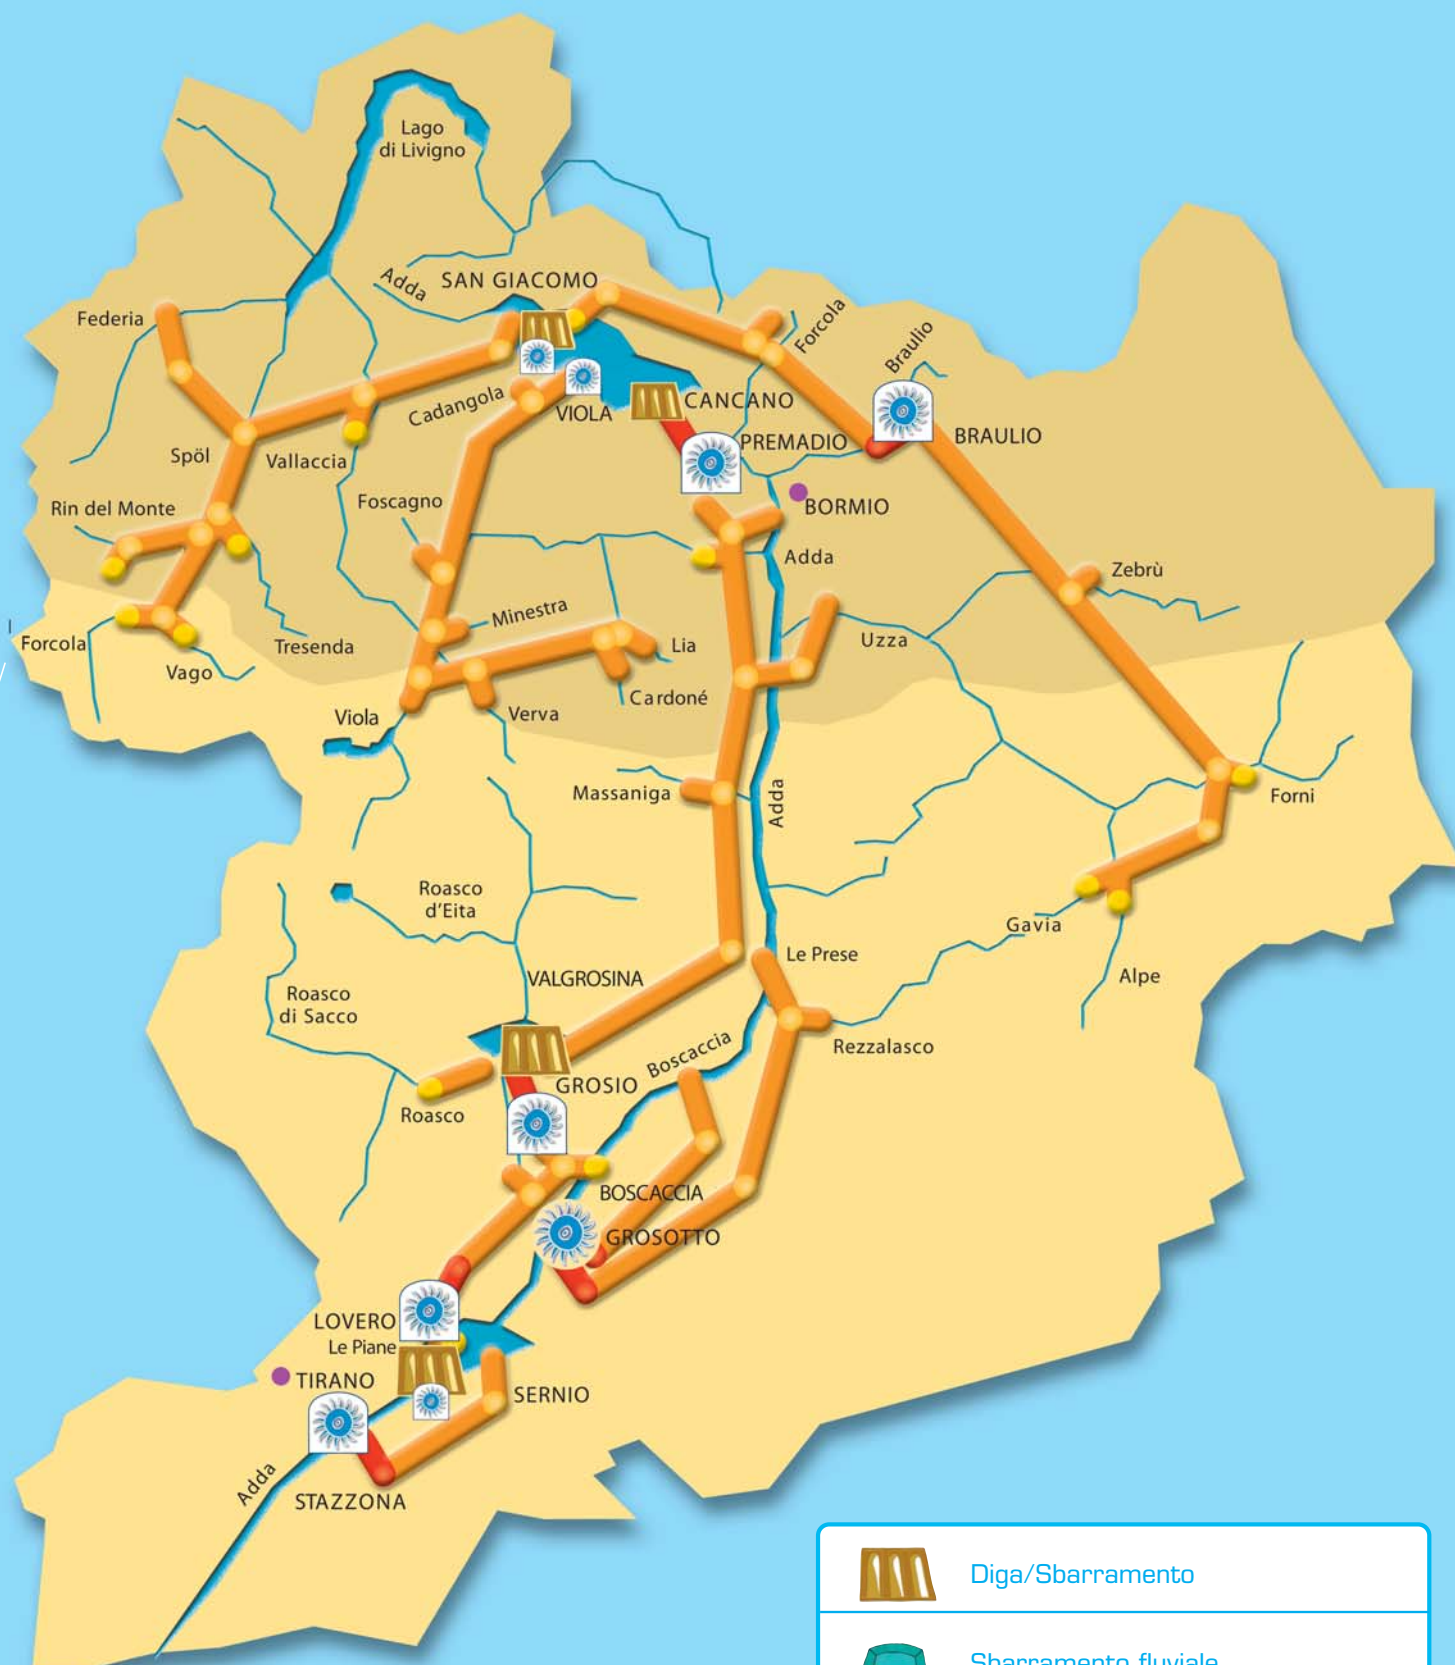 Lago
di Livigno
Adda
SAN GIACOMO
Federia
Forcola
Braulio
Cadangola
VIOLA
CANCANO
BRAULIO
PREMADIO
Spöl
Vallaccia
Foscagno
Rin del Monte
BORMIO
Adda
Zebrù
Minestra
Forcola
Tresenda
Lia
Uzza
Vago
Cardoné
Viola
Verva
Massaniga
Adda
Forni
Roasco
d'Eita
Gavia
Le Prese
VALGROSINA
Alpe
Roasco
di Sacco
Boscaccia
Rezzalasco
GROSIO
Roasco
BOSCACCIA
GROSOTTO
LOVERO
Le Piane
TIRANO
SERNIO
Adda
STAZZONA
Diga/Sbarramento
Sbarramento fluviale